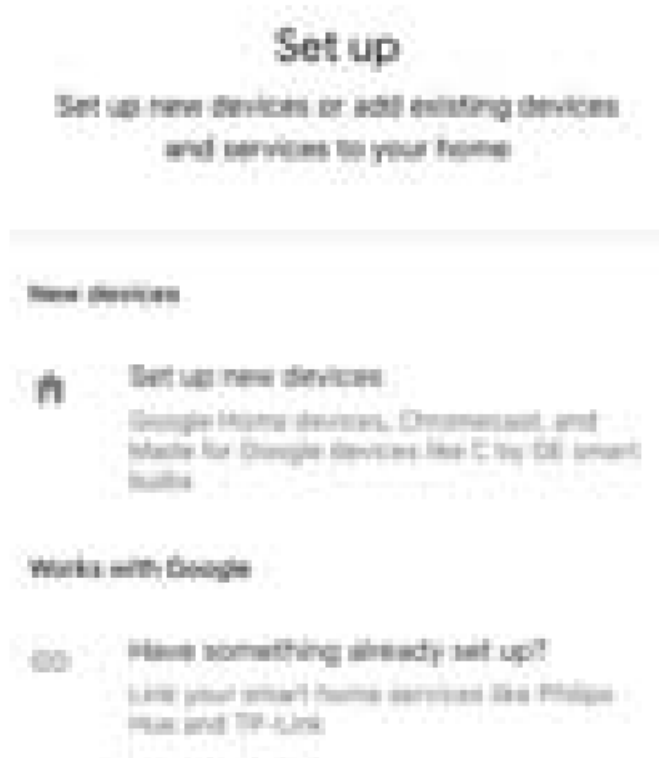 Set up
Set up new devices or add existing devices
and services to your home
New devices
Set up new devices
Google Home devices, Chromecast, and
Made for Google devices like C by GE smart
bulbs
Works with Google
Have something already set up?
Link your smart home services like Philips
Hue and TP-Link